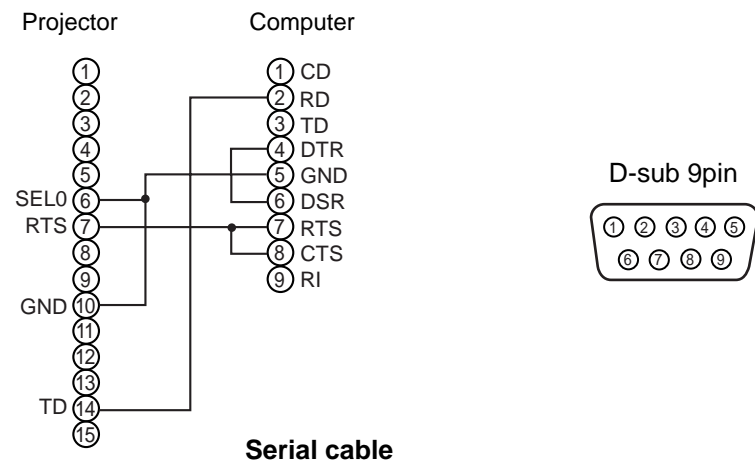 Projector Computer
1
2
3
4
5
SEL0 6
RTS 7
8
9
GND 10
11
12
13
TD 14
15
1 CD
2 RD
3 TD
4 DTR
5 GND
6 DSR
7 RTS
8 CTS
9 RI
Serial cable
D-sub 9pin
1 2 3 4 5
6 7 8 9